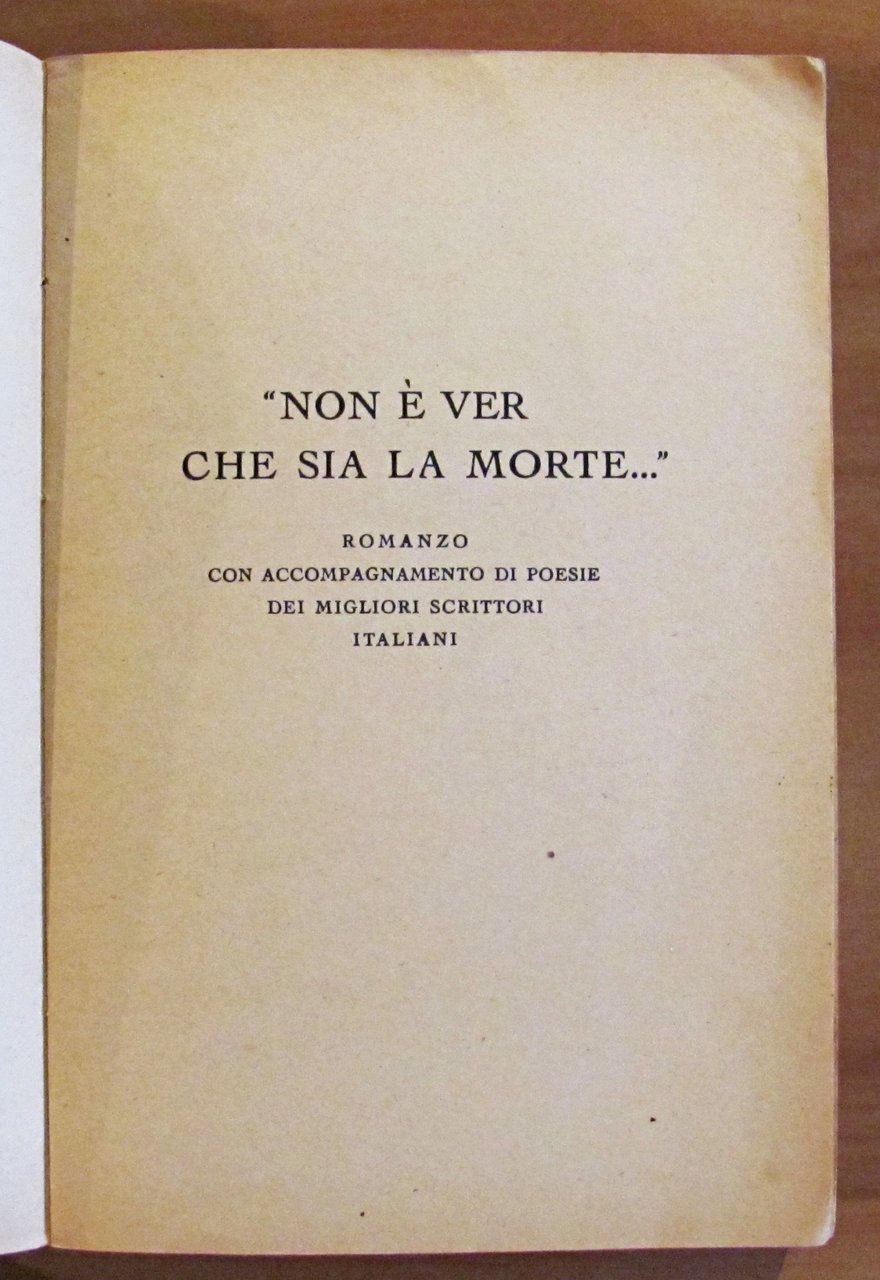 “NON È VER
CHE SIA LA MORTE...”
ROMANZO
CON ACCOMPAGNAMENTO DI POESIE
DEI MIGLIORI SCRITTORI
ITALIANI